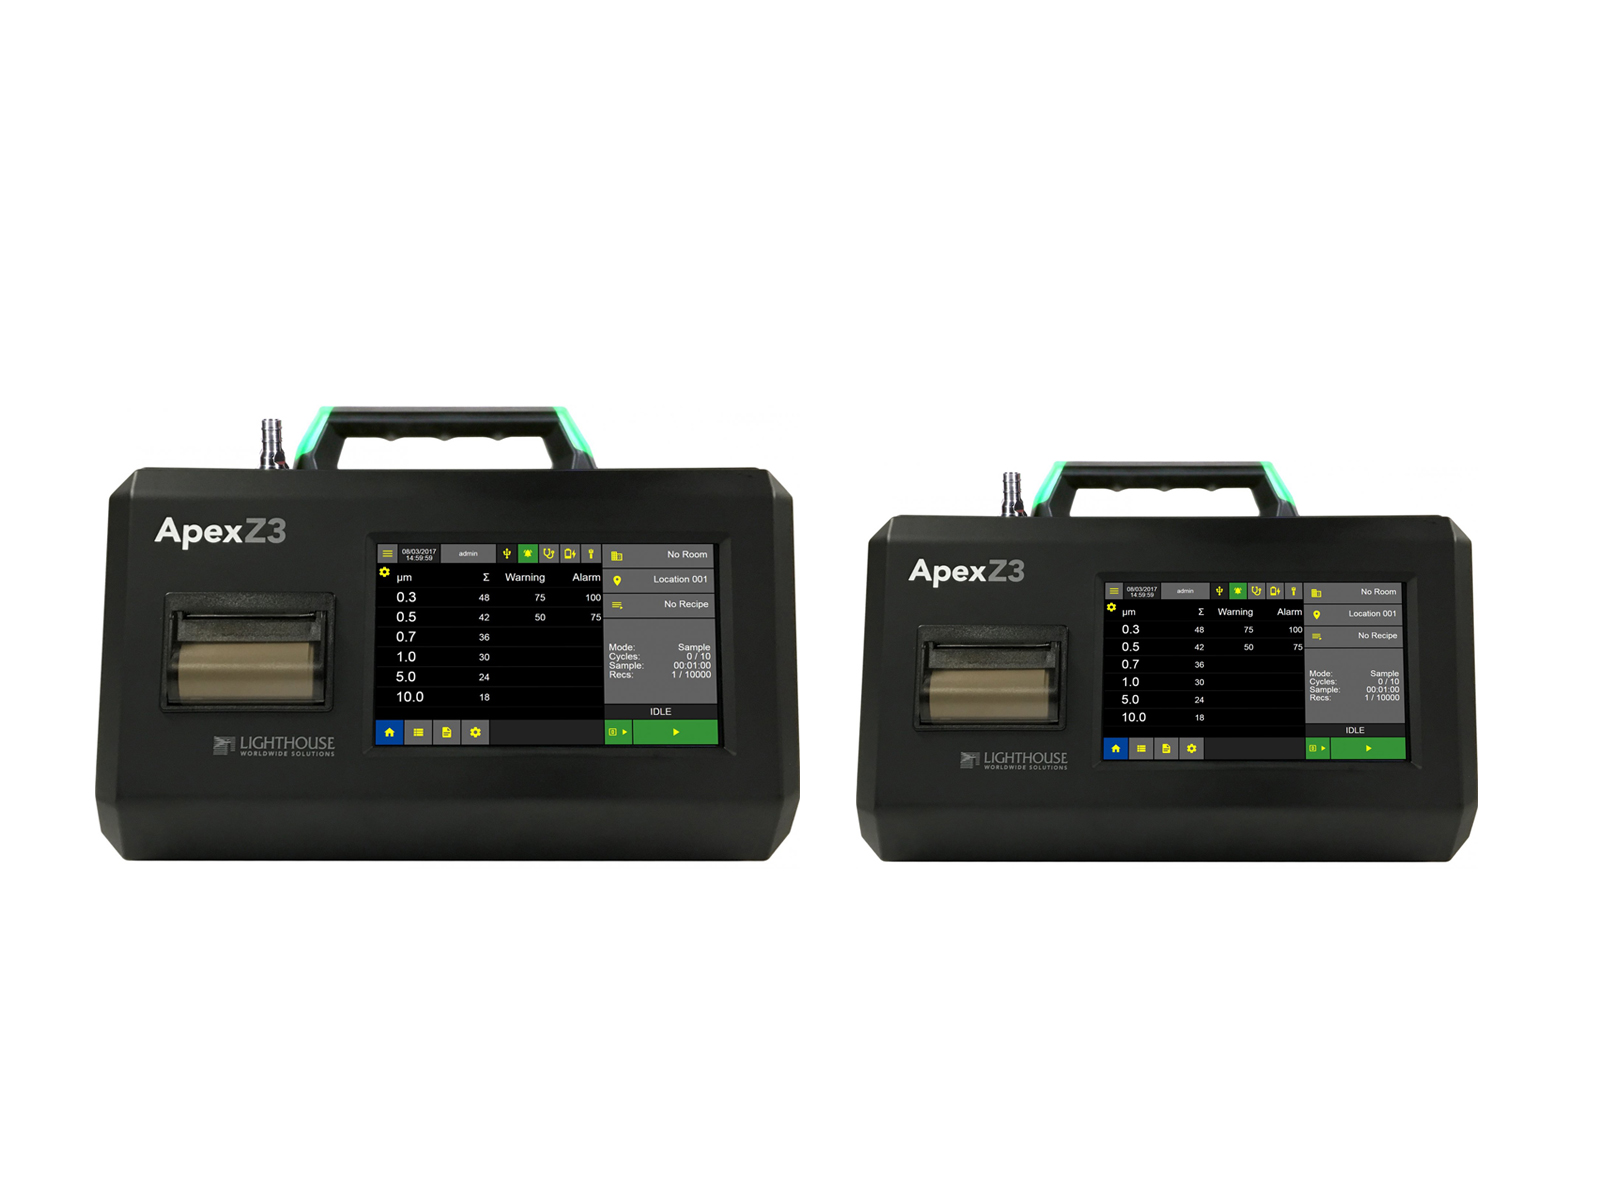 ApexZ3
08/03/2017
14:59:59
admin
No Room
µm Σ Warning Alarm
Location 001
0.3 48 75 100
No Recipe
0.5 42 50 75
0.7 36
Mode: Sample
1.0 30
Cycles: 0 / 10
Sample: 00:01:00
5.0 24
Recs: 1 / 10000
10.0 18
IDLE
LIGHTHOUSE
WORLDWIDE SOLUTIONS
ApexZ3
08/03/2017
14:59:59
admin
No Room
µm Σ Warning Alarm
Location 001
0.3 48 75 100
No Recipe
0.5 42 50 75
0.7 36
Mode: Sample
1.0 30
Cycles: 0 / 10
Sample: 00:01:00
5.0 24
Recs: 1 / 10000
10.0 18
IDLE
LIGHTHOUSE
WORLDWIDE SOLUTIONS